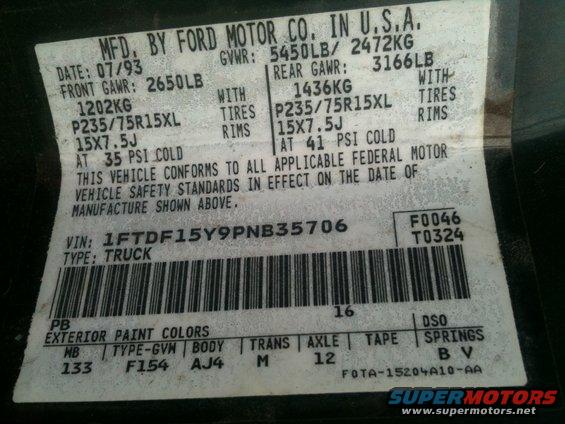 MFD. BY FORD MOTOR CO. IN U.S.A.
DATE: 07/93 GVWR: 5450LB/ 2472KG
FRONT GAWR: 2650LB REAR GAWR: 3166LB
1202KG WITH 1436KG WITH
P235/75R15XL TIRES P235/75R15XL TIRES
15X7.5J RIMS 15X7.5J RIMS
AT 35 PSI COLD AT 41 PSI COLD
THIS VEHICLE CONFORMS TO ALL APPLICABLE FEDERAL MOTOR
VEHICLE SAFETY STANDARDS IN EFFECT ON THE DATE OF
MANUFACTURE SHOWN ABOVE.
VIN: 1FTDF15Y9PNB35706 F0046
TYPE: TRUCK T0324
PB 16
EXTERIOR PAINT COLORS DSO
WB TYPE-GVM BODY TRANS AXLE TAPE SPRINGS
133 F154 AJ4 M 12 B V
F0TA-15204A10-AA
SUPERMOTORS
www.supermotors.net